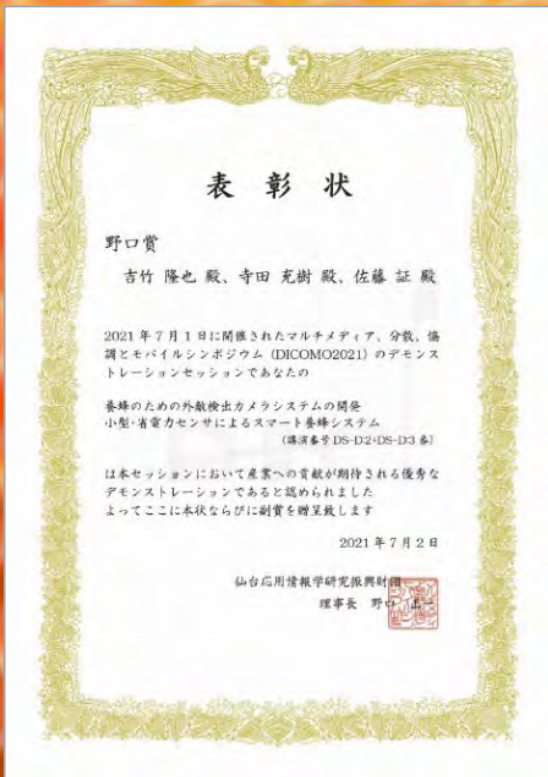 表彰状
野口賞
吉竹 隆也 殿、寺田 充樹 殿、佐藤 証 殿
2021年7月1日に開催されたマルチメディア、分散、協
調とモバイルシンポジウム（DICOMO2021）のデモンス
トレーションセッションであなたの
養蜂のための外敵検出カメラシステムの開発
小型・省電力センサによるスマート養蜂システム
（講演番号 DS-D:2・DS-D:3 番）
は本セッションにおいて産業への貢献が期待される優秀な
デモンストレーションであると認められました
よってここに本状ならびに副賞を贈呈致します
2021年7月2日
仙台応用情報学研究振興財団
理事長 野口 正一